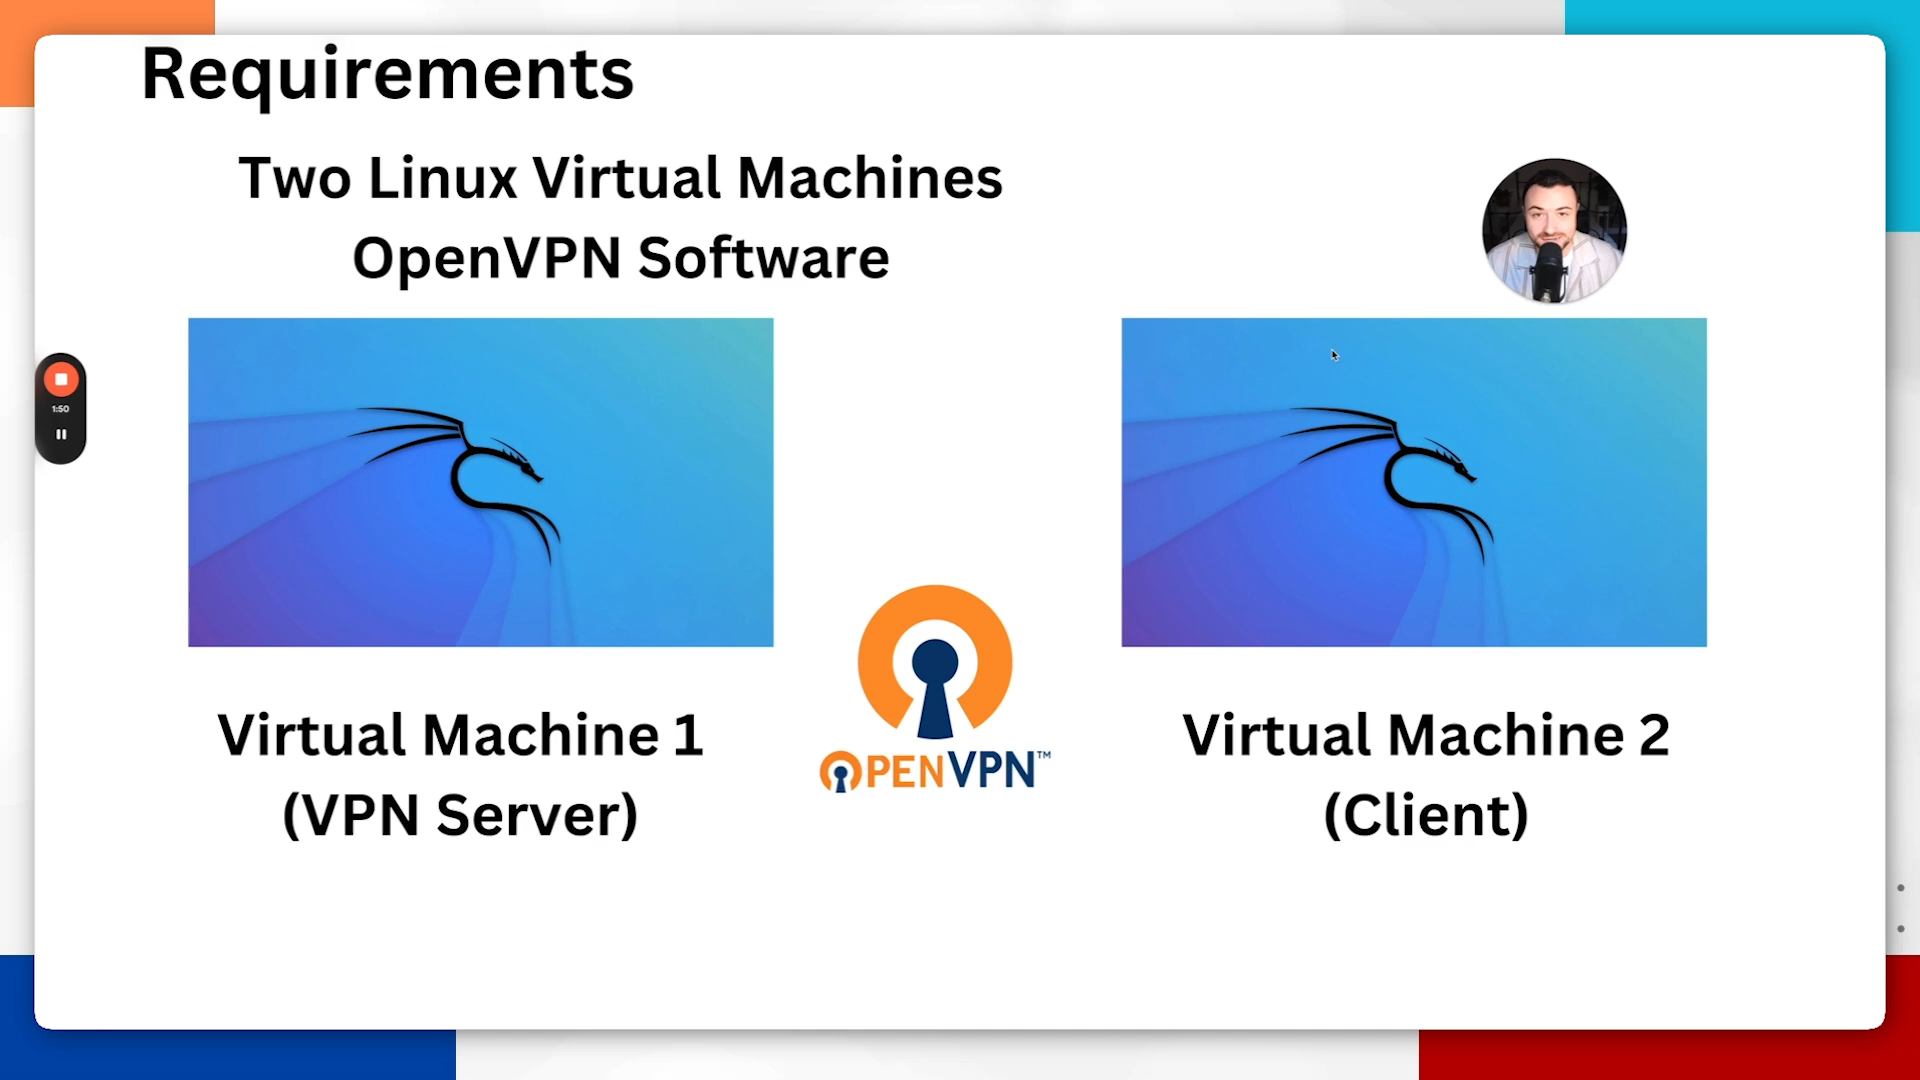 Requirements
Two Linux Virtual Machines
OpenVPN Software
1:50
OPENVPN™
Virtual Machine 1
(VPN Server)
Virtual Machine 2
(Client)